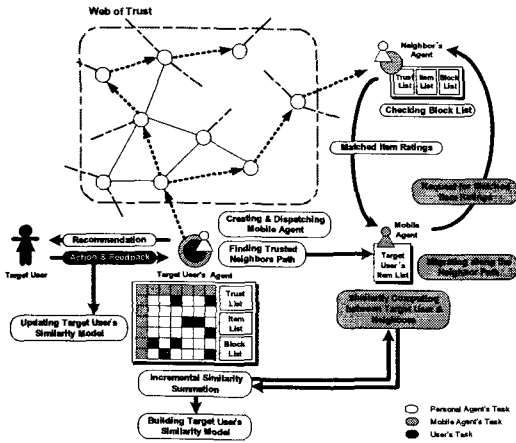 Web of Trust
Neighbor's
Agent
Trust
List
Item
List
Block
List
Checking Block List
Matched Item Ratings
Mobile
Agent
Creating & Dispatching
Mobile Agent
Recommendation
Finding Trusted
Neighbors Path
Action & Feedback
Target User
Target User's Agent
Target
User's
Item List
Trust
List
Item
List
Block
List
Updating Target User's
Similarity Model
Incremental Similarity
Summation
Building Target User's
Similarity Model
Personal Agent's Task
Mobile Agent's Task
User's Task